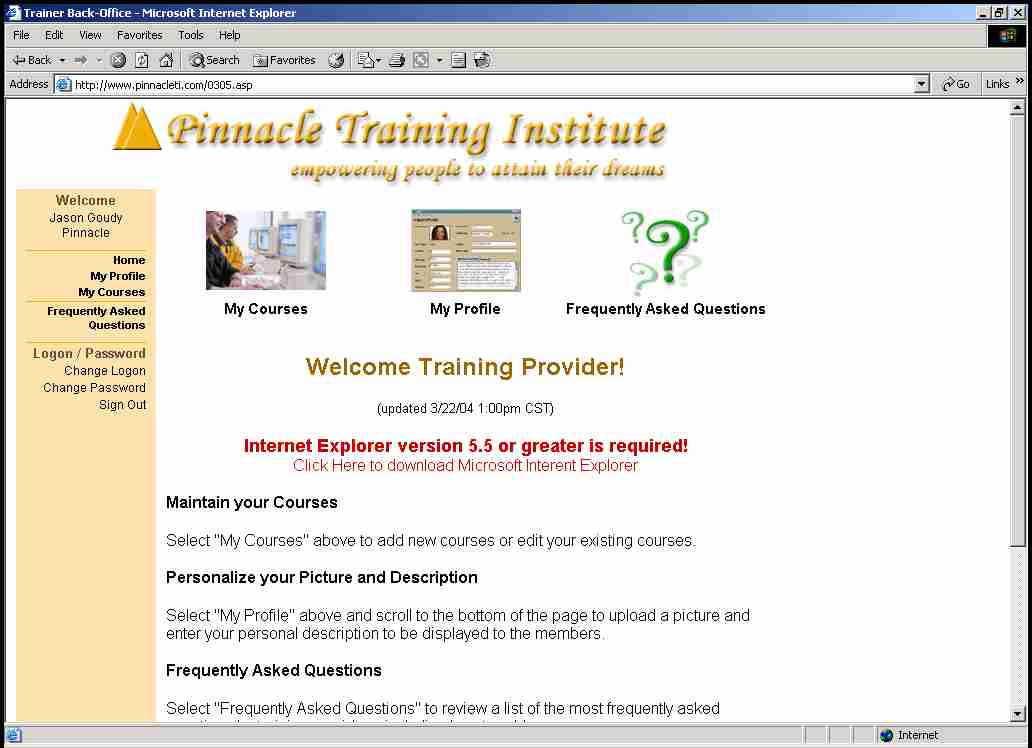 Trainer Back-Office - Microsoft Internet Explorer
File Edit View Favorites Tools Help
Back Search Favorites
Address http://www.pinnacleti.com/0305.asp Go Links »
Pinnacle Training Institute
empowering people to attain their dreams
Welcome
Jason Goudy
Pinnacle
Home
My Profile
My Courses
Frequently Asked
Questions
Logon / Password
Change Logon
Change Password
Sign Out
My Courses My Profile Frequently Asked Questions
Welcome Training Provider!
(updated 3/22/04 1:00pm CST)
Internet Explorer version 5.5 or greater is required!
Click Here to download Microsoft Interent Explorer
Maintain your Courses
Select "My Courses" above to add new courses or edit your existing courses.
Personalize your Picture and Description
Select "My Profile" above and scroll to the bottom of the page to upload a picture and
enter your personal description to be displayed to the members.
Frequently Asked Questions
Select "Frequently Asked Questions" to review a list of the most frequently asked
Internet